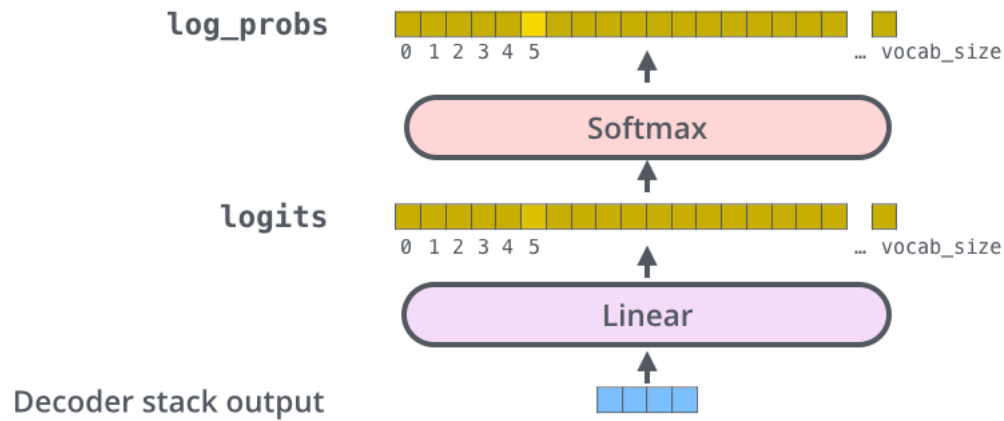 log_probs
0 1 2 3 4 5 … vocab_size
Softmax
logits
0 1 2 3 4 5 … vocab_size
Linear
Decoder stack output